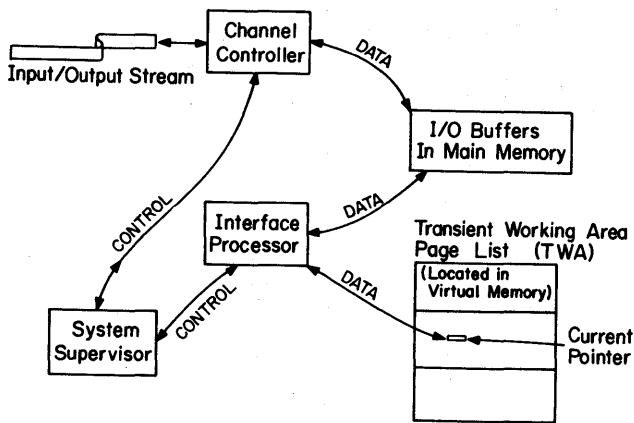 Channel
Controller
Input/Output Stream
DATA
I/O Buffers
In Main Memory
CONTROL
DATA
Interface
Processor
Transient Working Area
Page List (TWA)
(Located in
Virtual Memory)
DATA
CONTROL
System
Supervisor
Current
Pointer